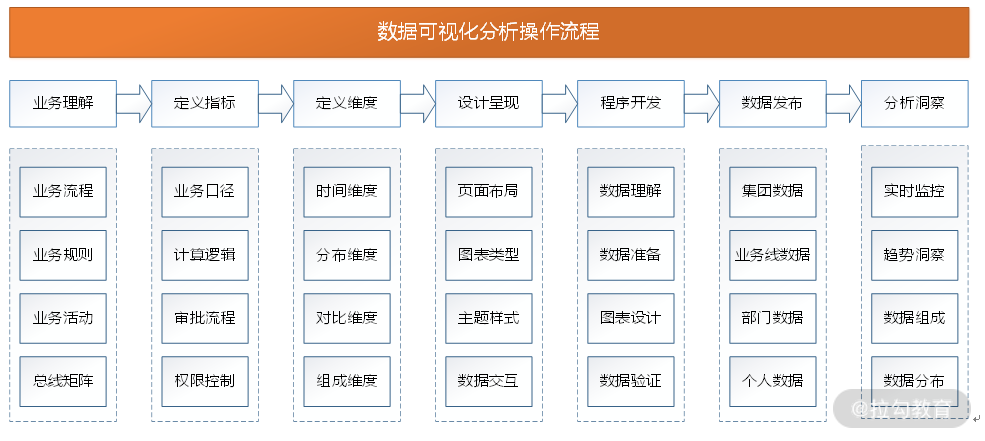 数据可视化分析操作流程
业务理解
定义指标
定义维度
设计呈现
程序开发
数据发布
分析洞察
业务流程
业务规则
业务活动
总线矩阵
业务口径
计算逻辑
审批流程
权限控制
时间维度
分布维度
对比维度
组成维度
页面布局
图表类型
主题样式
数据交互
数据理解
数据准备
图表设计
数据验证
集团数据
业务线数据
部门数据
个人数据
实时监控
趋势洞察
数据组成
数据分布
@拉勾教育